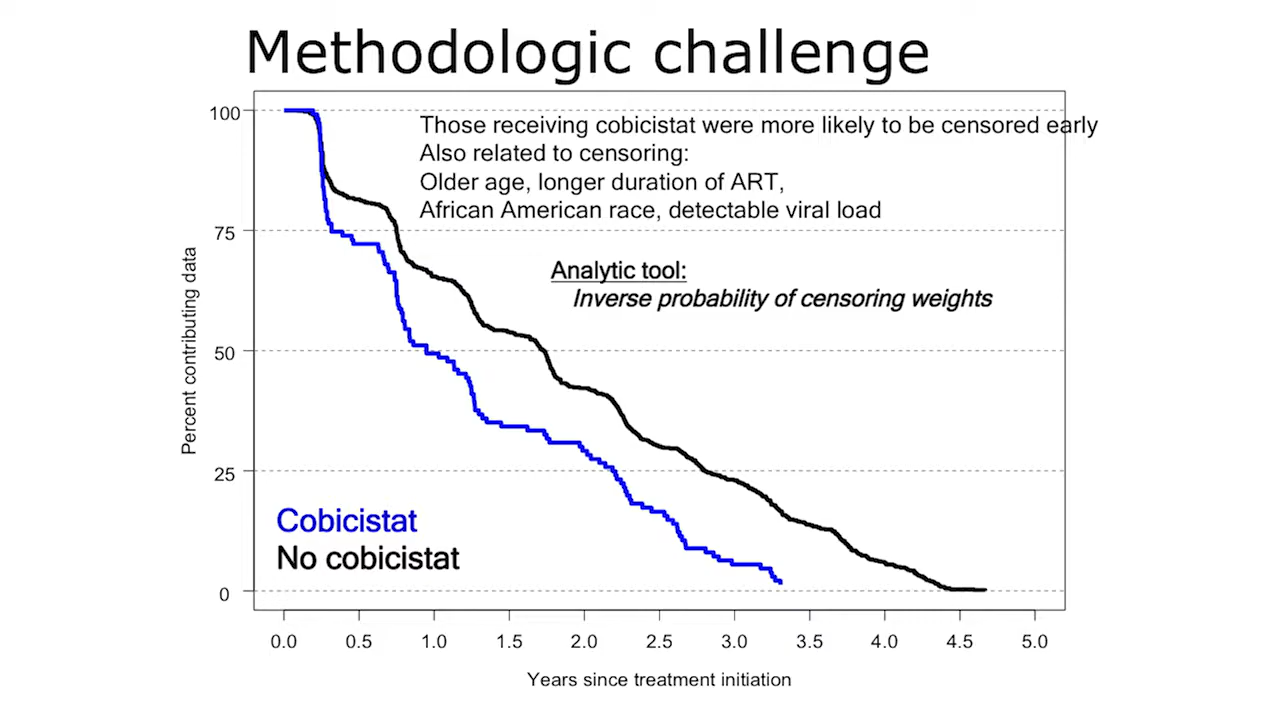 Methodologic challenge
Those receiving cobicistat were more likely to be censored early
Also related to censoring:
Older age, longer duration of ART,
African American race, detectable viral load
Analytic tool:
Inverse probability of censoring weights
Percent contributing data
100
75
50
25
0
Cobicistat
No cobicistat
0.0 0.5 1.0 1.5 2.0 2.5 3.0 3.5 4.0 4.5 5.0
Years since treatment initiation